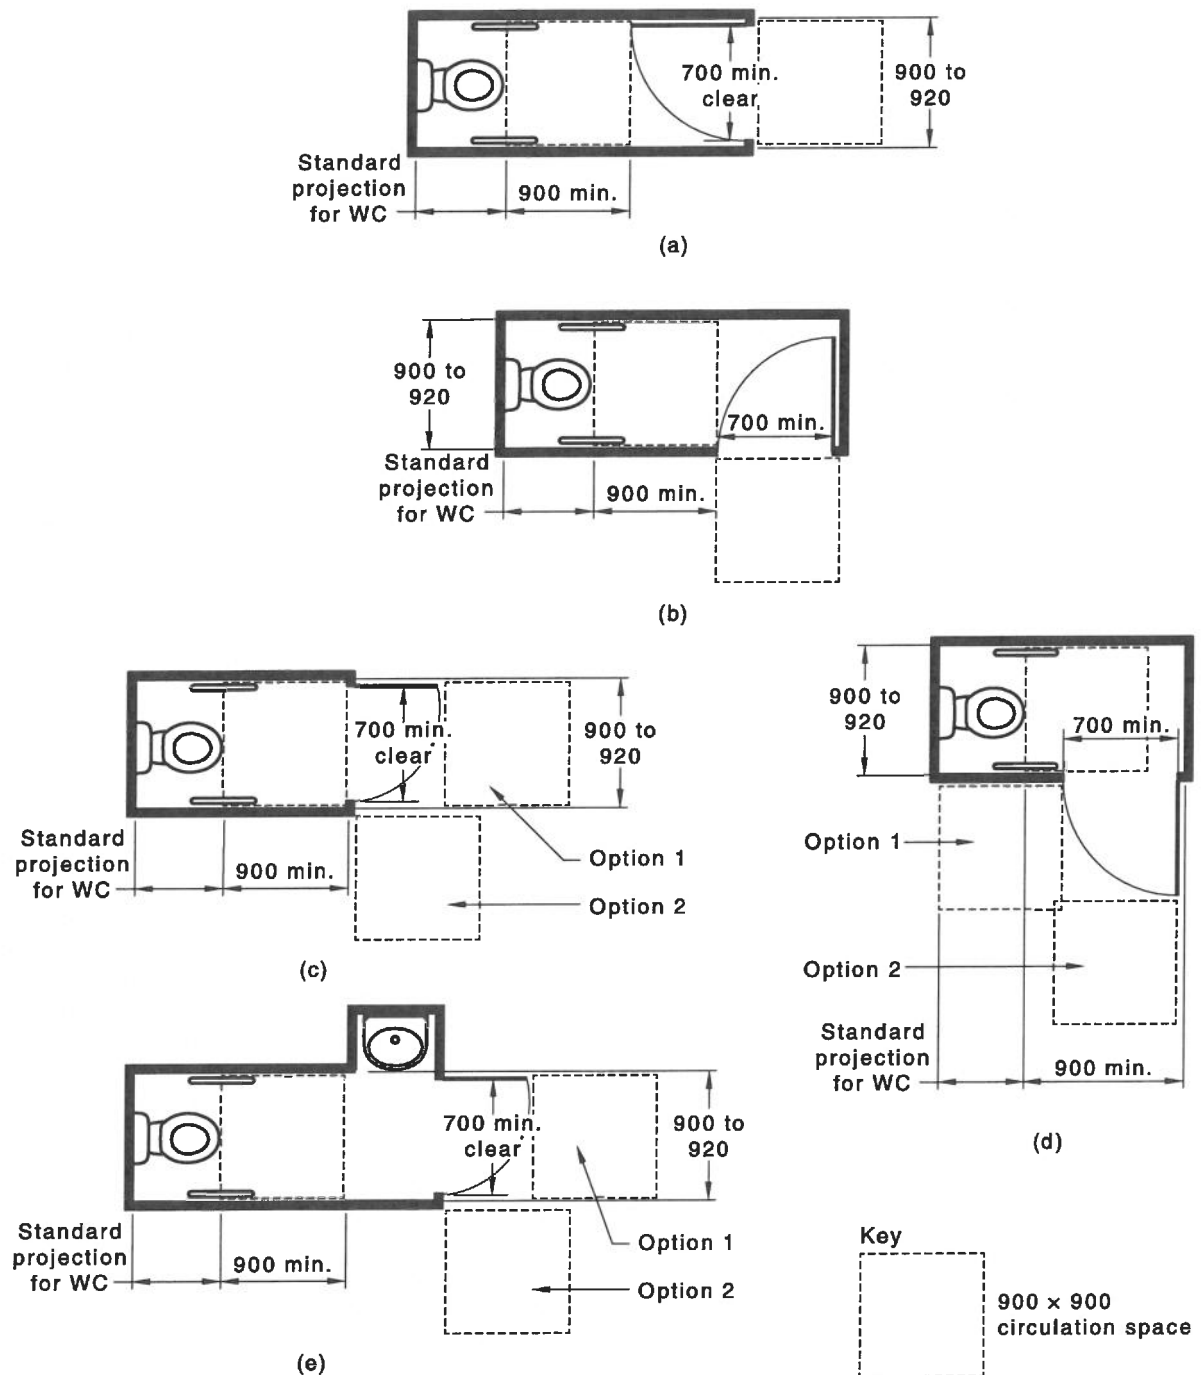 700 min.
clear
900 to
920
Standard
projection
for WC
900 min.
(a)
900 to
920
700 min.
Standard
projection
for WC
900 min.
(b)
700 min.
clear
900 to
920
Standard
projection
for WC
900 min.
Option 1
Option 2
(c)
900 to
920
700 min.
Option 1
Option 2
Standard
projection
for WC
900 min.
(d)
700 min.
clear
900 to
920
Standard
projection
for WC
900 min.
Option 1
Option 2
(e)
Key
900 × 900
circulation space